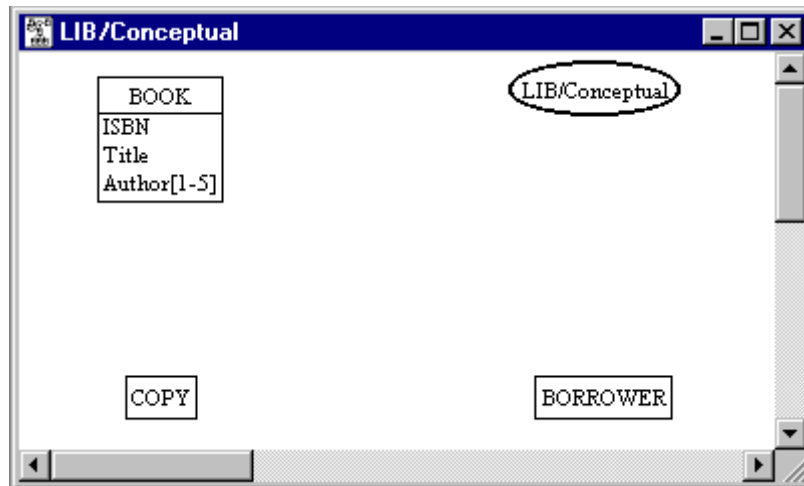 LIB/Conceptual
BOOK
LIB/Conceptual
ISBN
Title
Author[1-5]
COPY
BORROWER